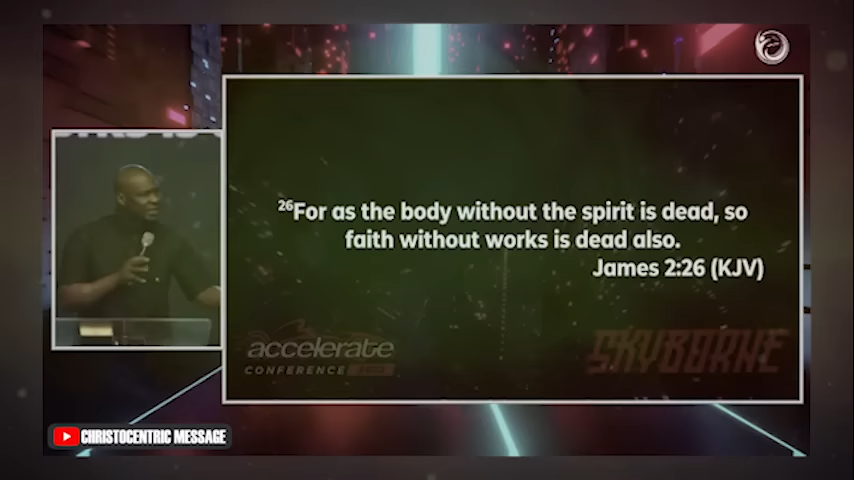 ²⁶For as the body without the spirit is dead, so
faith without works is dead also.
James 2:26 (KJV)
accelerate
CONFERENCE
SKYBORNE
CHRISTOCENTRIC MESSAGE